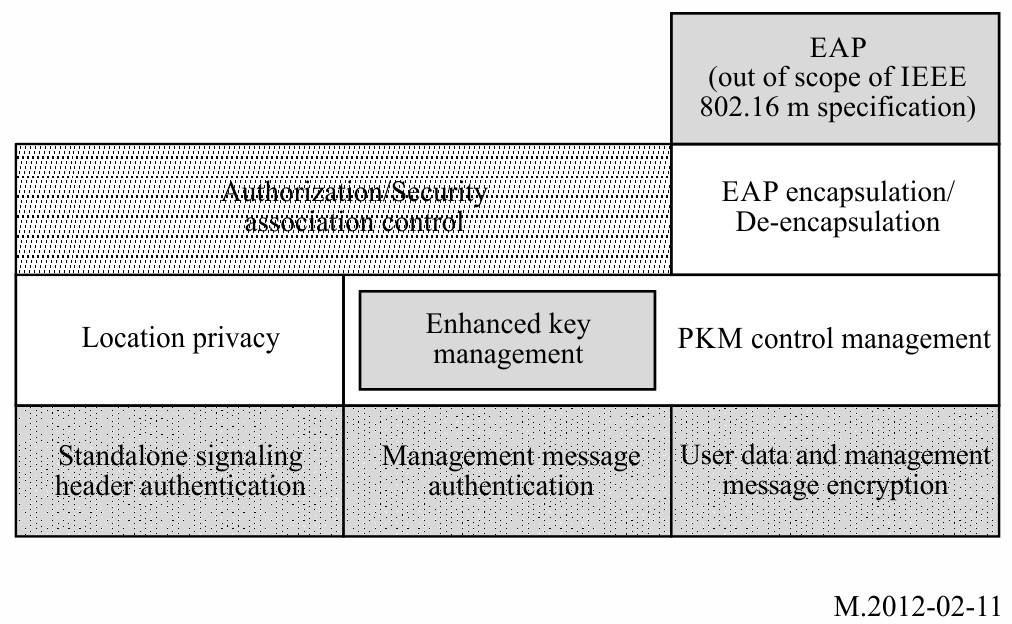 EAP
(out of scope of IEEE
802.16 m specification)
Authorization/Security
association control
EAP encapsulation/
De-encapsulation
Location privacy
Enhanced key
management
PKM control management
Standalone signaling
header authentication
Management message
authentication
User data and management
message encryption
M.2012-02-11